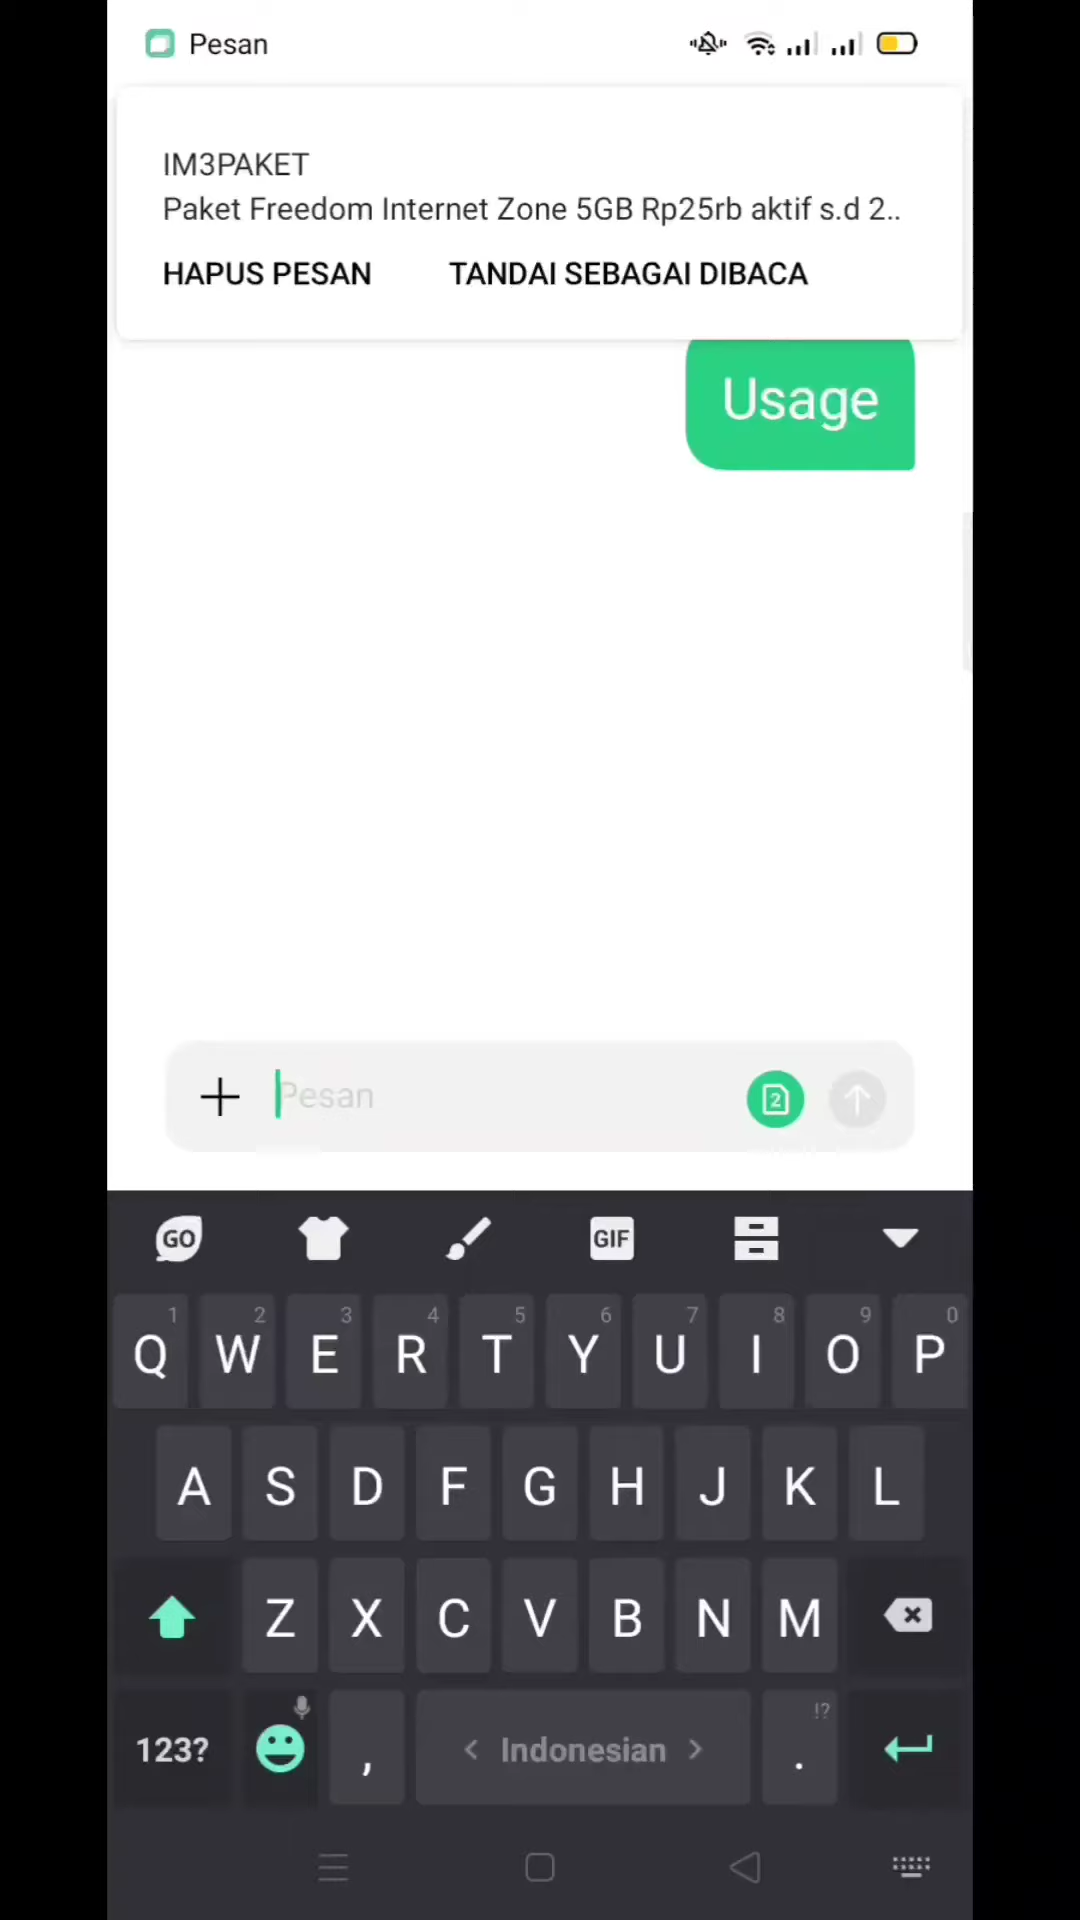 Pesan
IM3PAKET
Paket Freedom Internet Zone 5GB Rp25rb aktif s.d 2..
HAPUS PESAN TANDAI SEBAGAI DIBACA
Usage
Pesan 2
GO GIF
1 2 3 4 5 6 7 8 9 0
Q W E R T Y U I O P
A S D F G H J K L
Z X C V B N M
!?
123? , < Indonesian > .